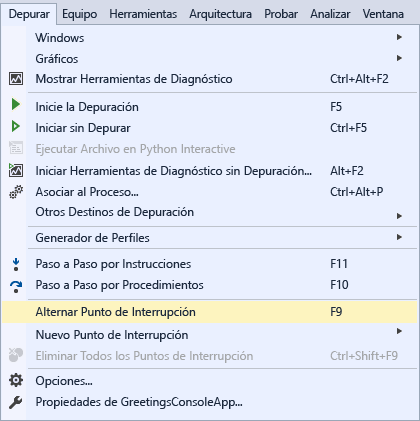 Depurar Equipo Herramientas Arquitectura Probar Analizar Ventana
Windows
Gráficos
Mostrar Herramientas de Diagnóstico Ctrl+Alt+F2
Inicie la Depuración F5
Iniciar sin Depurar Ctrl+F5
Ejecutar Archivo en Python Interactive
Iniciar Herramientas de Diagnóstico sin Depuración... Alt+F2
Asociar al Proceso... Ctrl+Alt+P
Otros Destinos de Depuración
Generador de Perfiles
Paso a Paso por Instrucciones F11
Paso a Paso por Procedimientos F10
Alternar Punto de Interrupción F9
Nuevo Punto de Interrupción
Eliminar Todos los Puntos de Interrupción Ctrl+Shift+F9
Opciones...
Propiedades de GreetingsConsoleApp...